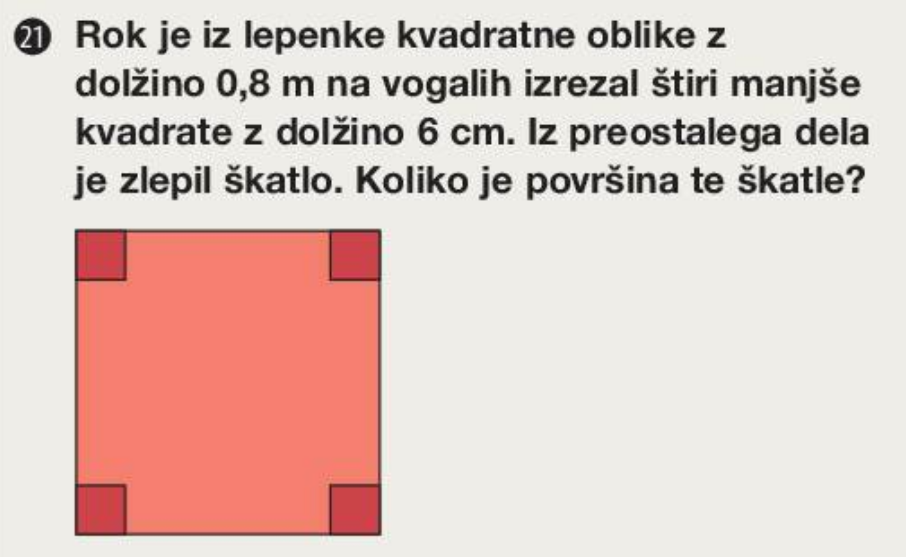 21 Rok je iz lepenke kvadratne oblike z
dolžino 0,8 m na vogalih izrezal štiri manjše
kvadrate z dolžino 6 cm. Iz preostalega dela
je zlepil škatlo. Koliko je površina te škatle?